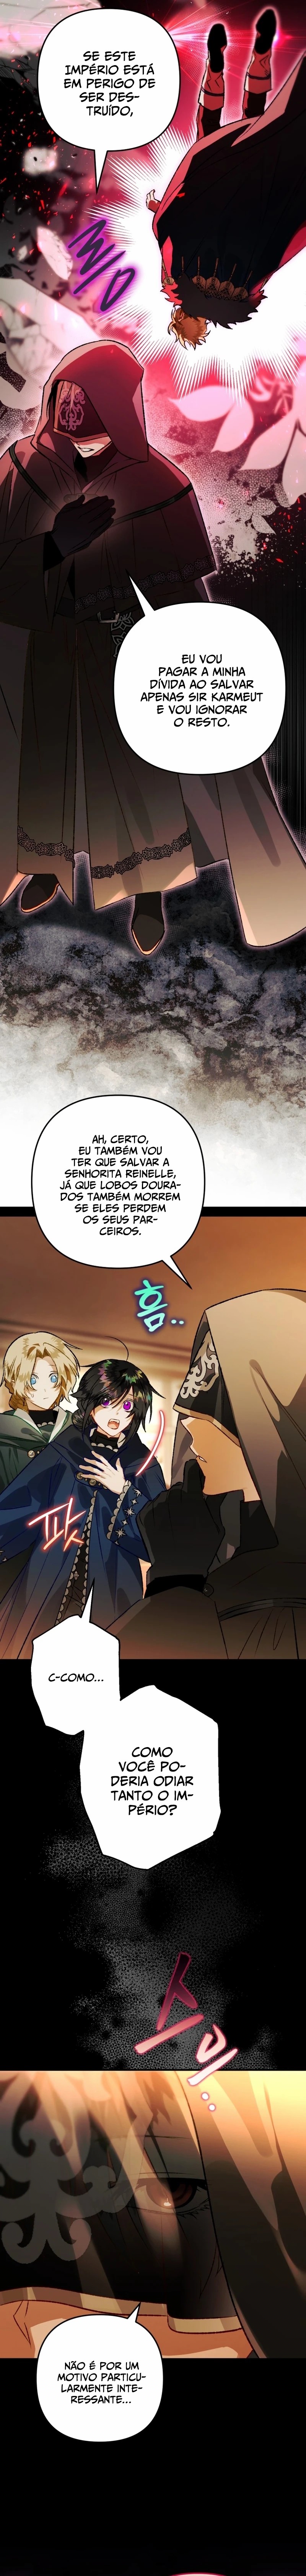 SE ESTE
IMPÉRIO ESTÁ
EM PERIGO DE
SER DES-
TRUÍDO,
EU VOU
PAGAR A MINHA
DÍVIDA AO SALVAR
APENAS SIR KARMEUT
E VOU IGNORAR
O RESTO.
AH, CERTO,
EU TAMBÉM VOU
TER QUE SALVAR A
SENHORITA REINELLE,
JÁ QUE LOBOS DOURA-
DOS TAMBÉM MORREM
SE ELES PERDEM
OS SEUS PAR-
CEIROS.
흠..
파
C-COMO...
COMO
VOCÊ PO-
DERIA ODIAR
TANTO O IM-
PÉRIO?
스윽..
NÃO É POR UM
MOTIVO PARTICU-
LARMENTE INTE-
RESSANTE...